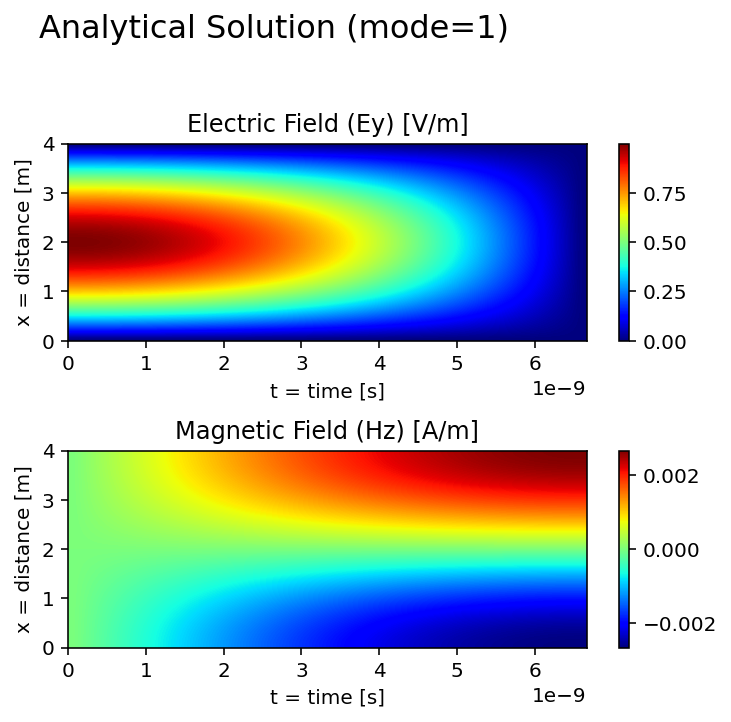 Analytical Solution (mode=1)
Electric Field (Ey) [V/m]
4
3
2
1
0
x = distance [m]
0 1 2 3 4 5 6
1e−9
t = time [s]
0.75
0.50
0.25
0.00
Magnetic Field (Hz) [A/m]
4
3
2
1
0
x = distance [m]
0 1 2 3 4 5 6
1e−9
t = time [s]
0.002
0.000
−0.002